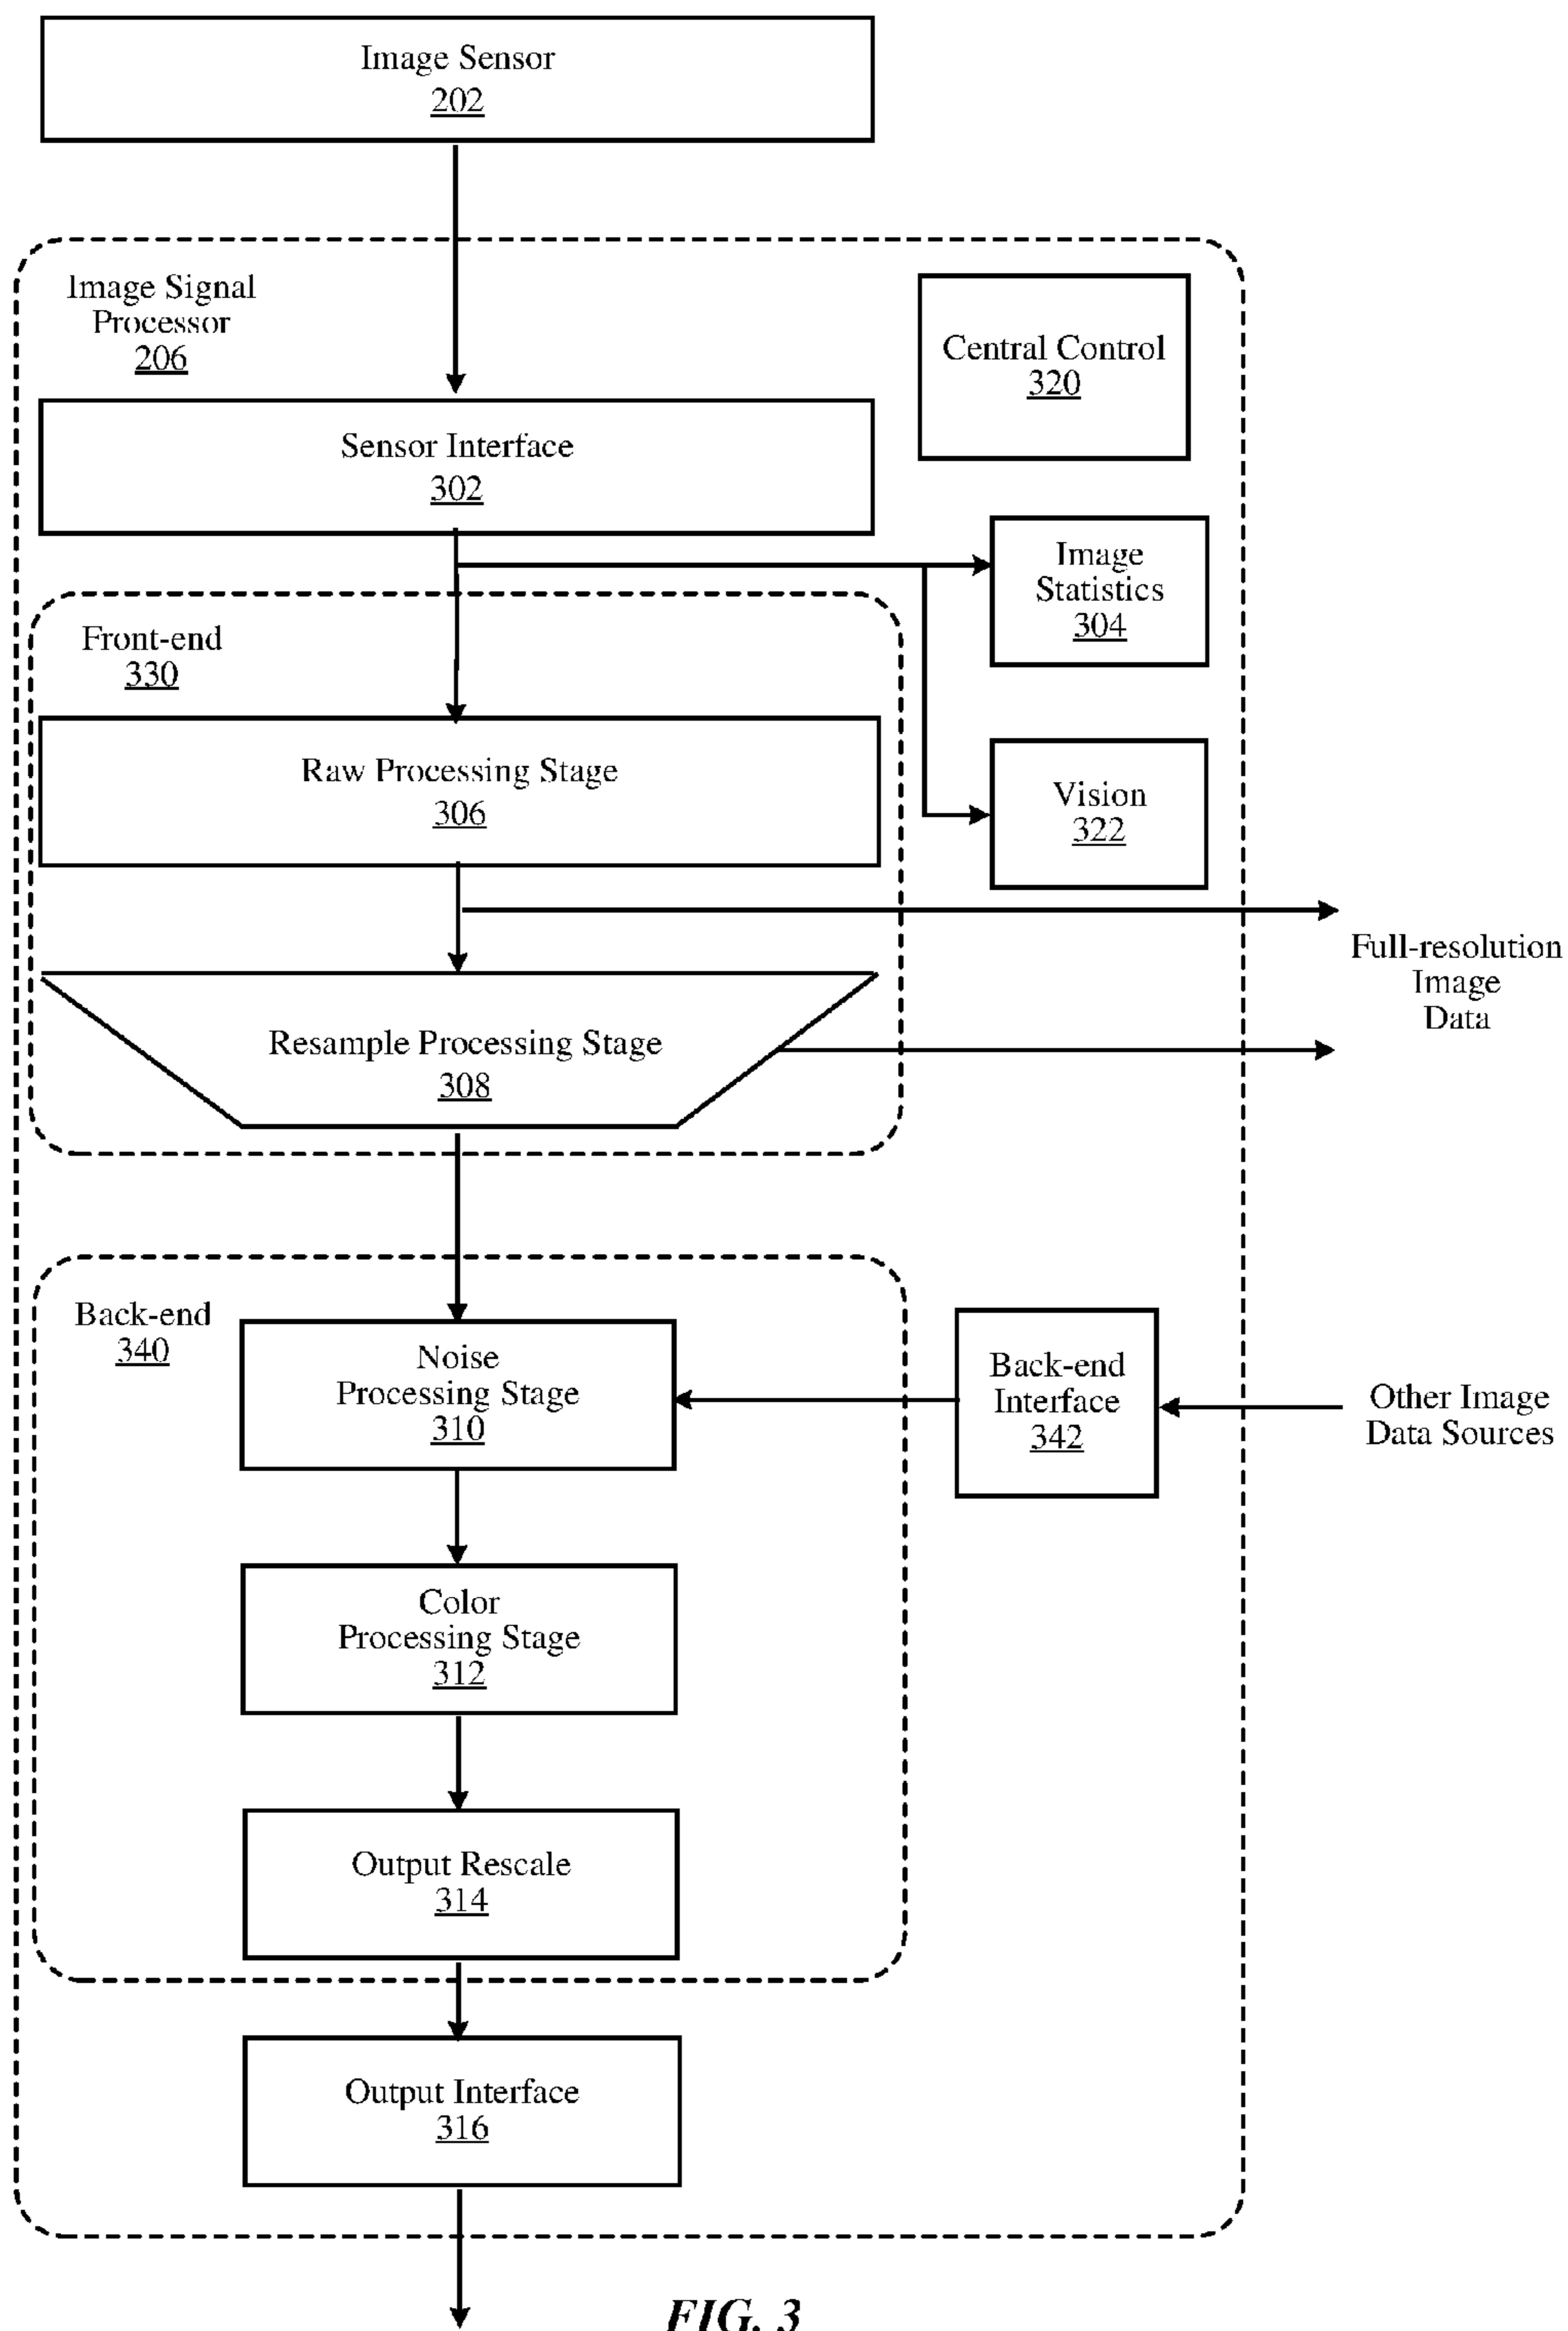 Image Sensor
202
Image Signal
Processor
206
Central Control
320
Sensor Interface
302
Image
Statistics
304
Front-end
330
Raw Processing Stage
306
Vision
322
Full-resolution
Image
Data
Resample Processing Stage
308
Back-end
340
Noise
Processing Stage
310
Back-end
Interface
342
Other Image
Data Sources
Color
Processing Stage
312
Output Rescale
314
Output Interface
316
FIG. 3